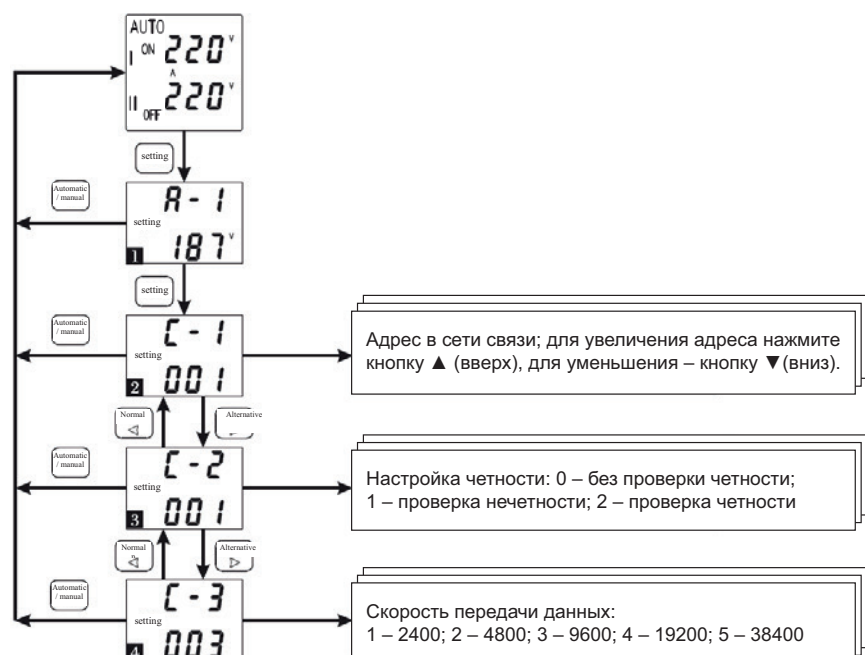 AUTO
I ON 220 V
A
II OFF 220 V
setting
Automatic
/ manual
A-1
setting
1 187 V
setting
Automatic
/ manual
C-1
setting
2 001
Адрес в сети связи; для увеличения адреса нажмите
кнопку ▲ (вверх), для уменьшения – кнопку ▼(вниз).
Normal
Alternative
Automatic
/ manual
C-2
setting
3 001
Настройка четности: 0 – без проверки четности;
1 – проверка нечетности; 2 – проверка четности
Normal
Alternative
Automatic
/ manual
C-3
setting
4 003
Скорость передачи данных:
1 – 2400; 2 – 4800; 3 – 9600; 4 – 19200; 5 – 38400